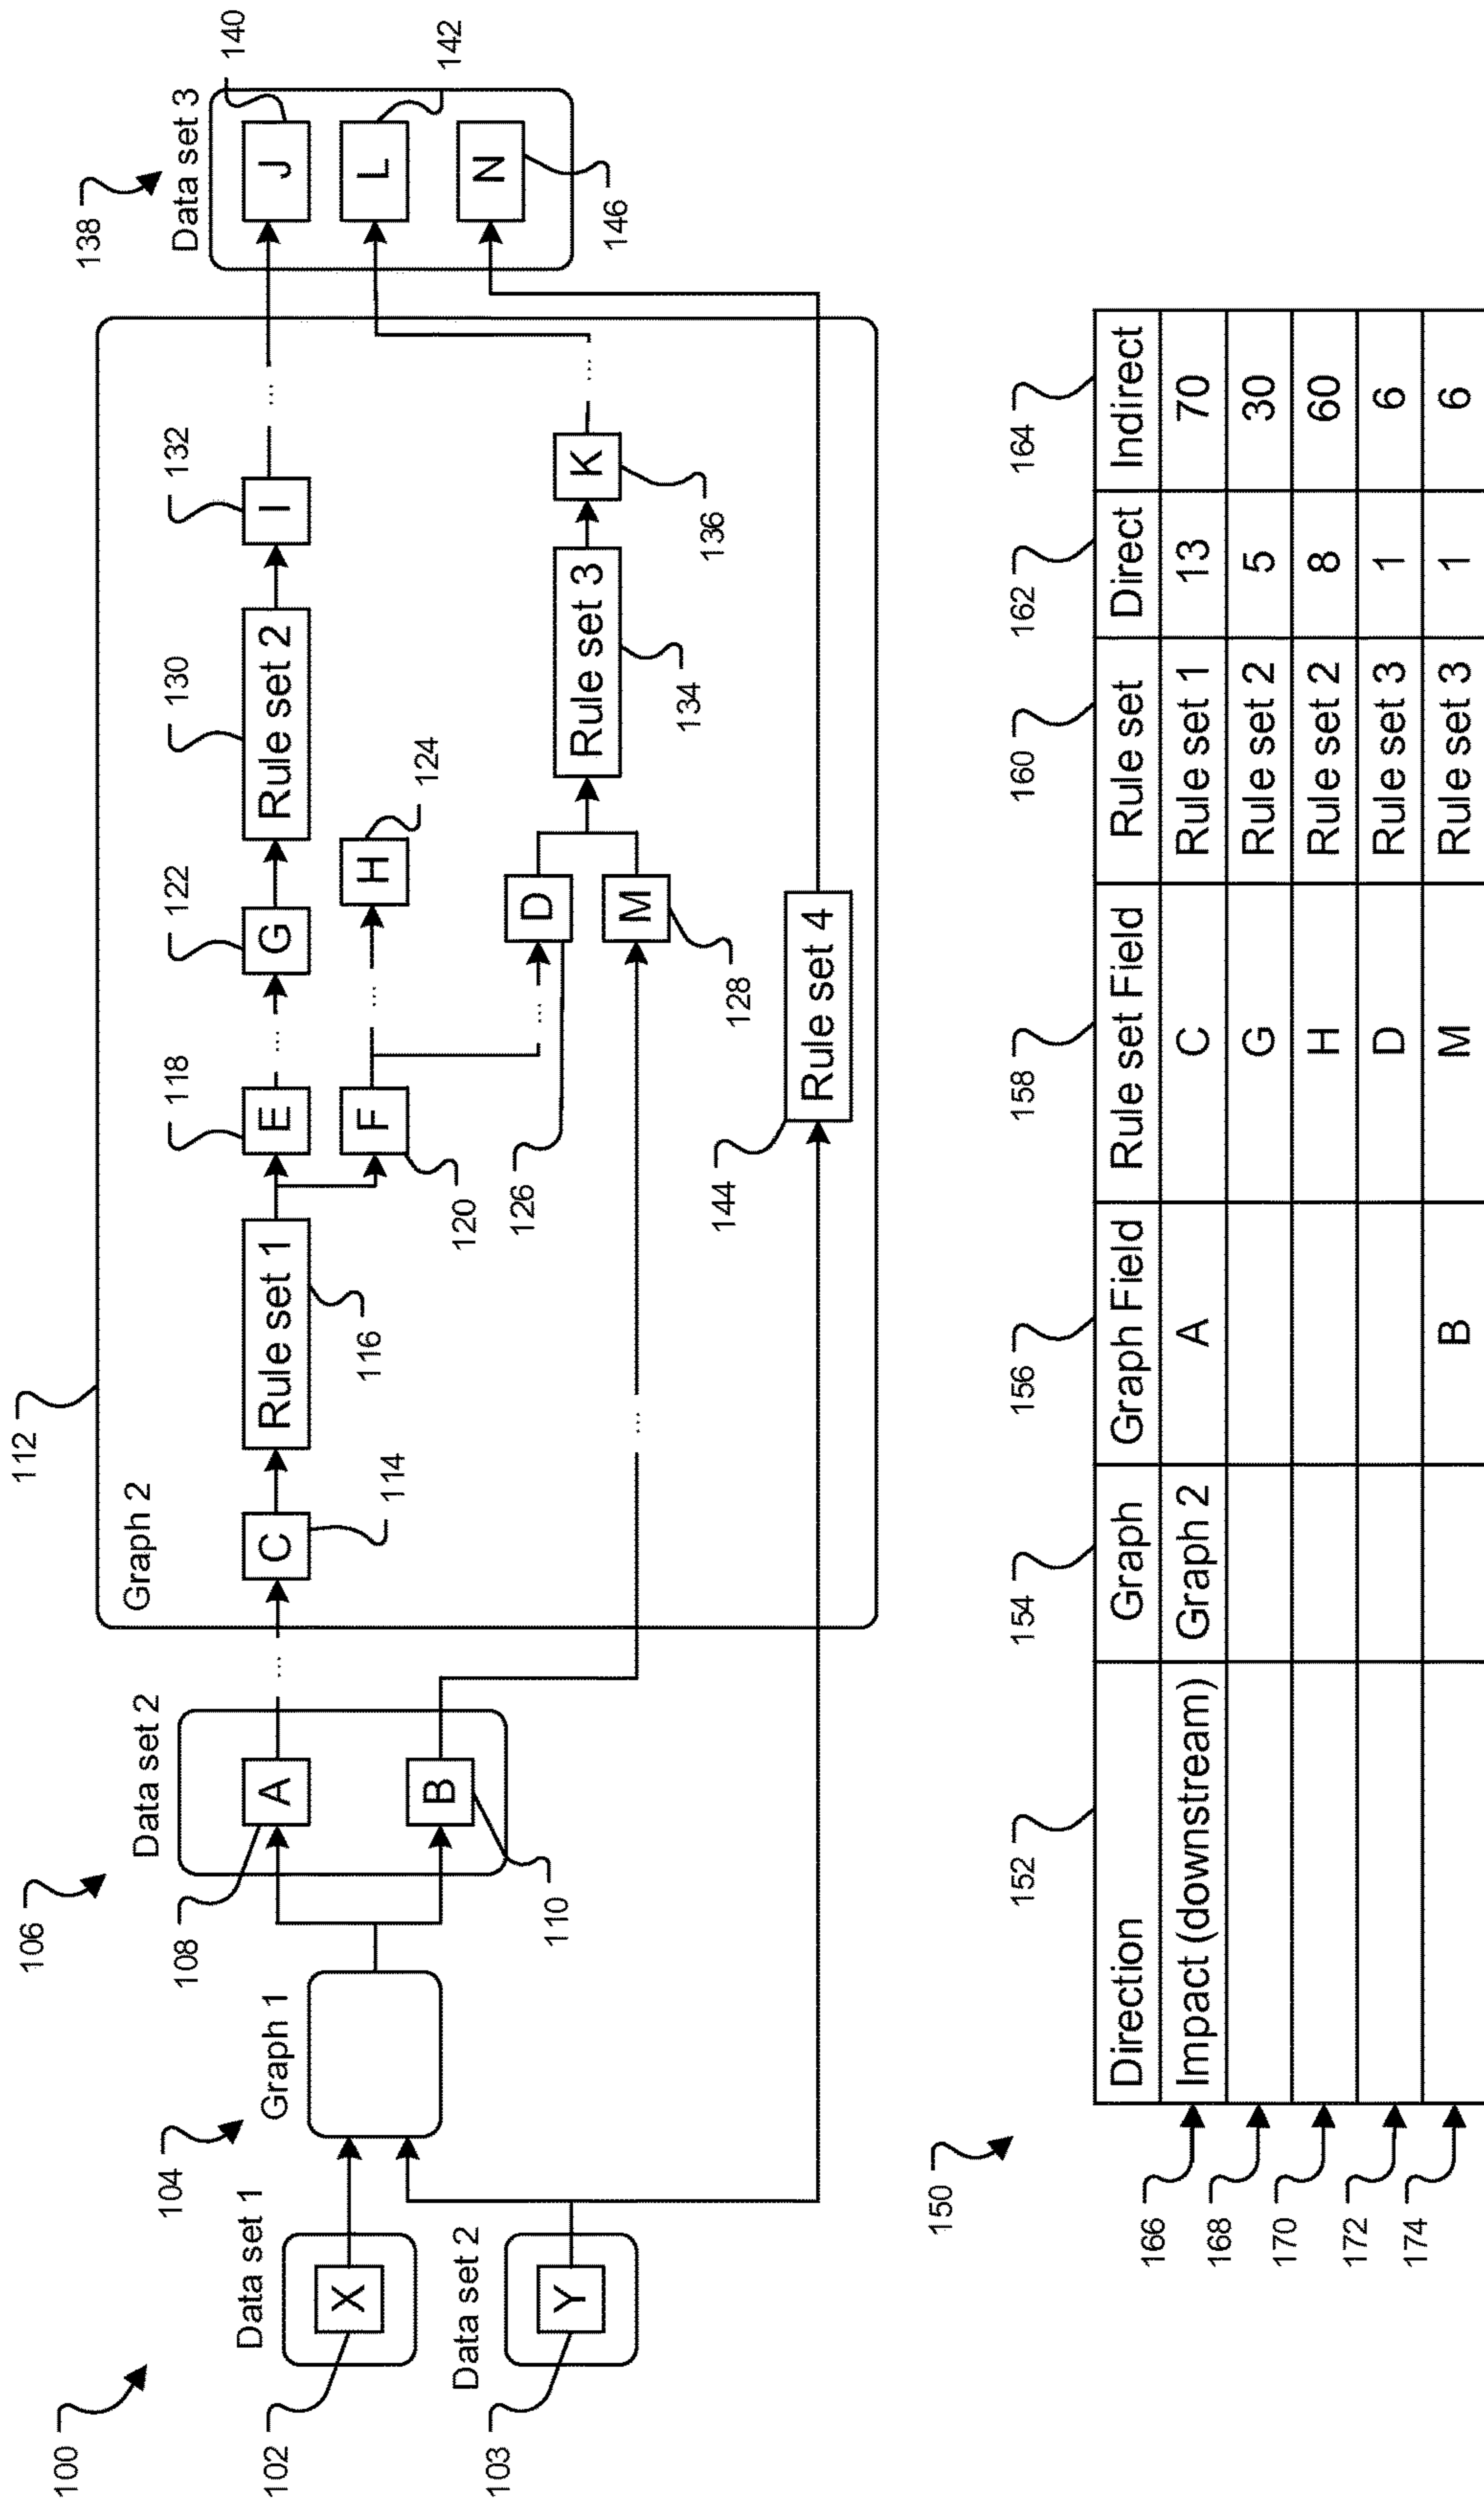 100
102
X
Data set 1
103
Y
Data set 2
104
Graph 1
106
Data set 2
108
A
110
B
112
Graph 2
C
114
Rule set 1
116
118
E
F
120
122
G
H
124
126
D
M
128
130
Rule set 2
132
I
...
...
...
...
...
...
...
Rule set 3
134
K
136
144
Rule set 4
138
Data set 3
140
J
142
L
N
146
150
152 154 156 158 160 162 164
Direction Graph Graph Field Rule set Field Rule set Direct Indirect
166 Impact (downstream) Graph 2 A C Rule set 1 13 70
168 G Rule set 2 5 30
170 H Rule set 2 8 60
172 D Rule set 3 1 6
174 B M Rule set 3 1 6